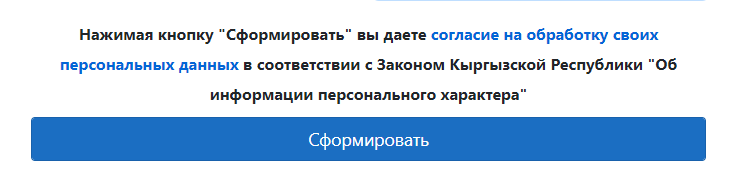 Нажимая кнопку "Сформировать" вы даете согласие на обработку своих
персональных данных в соответствии с Законом Кыргызской Республики "Об
информации персонального характера"
Сформировать